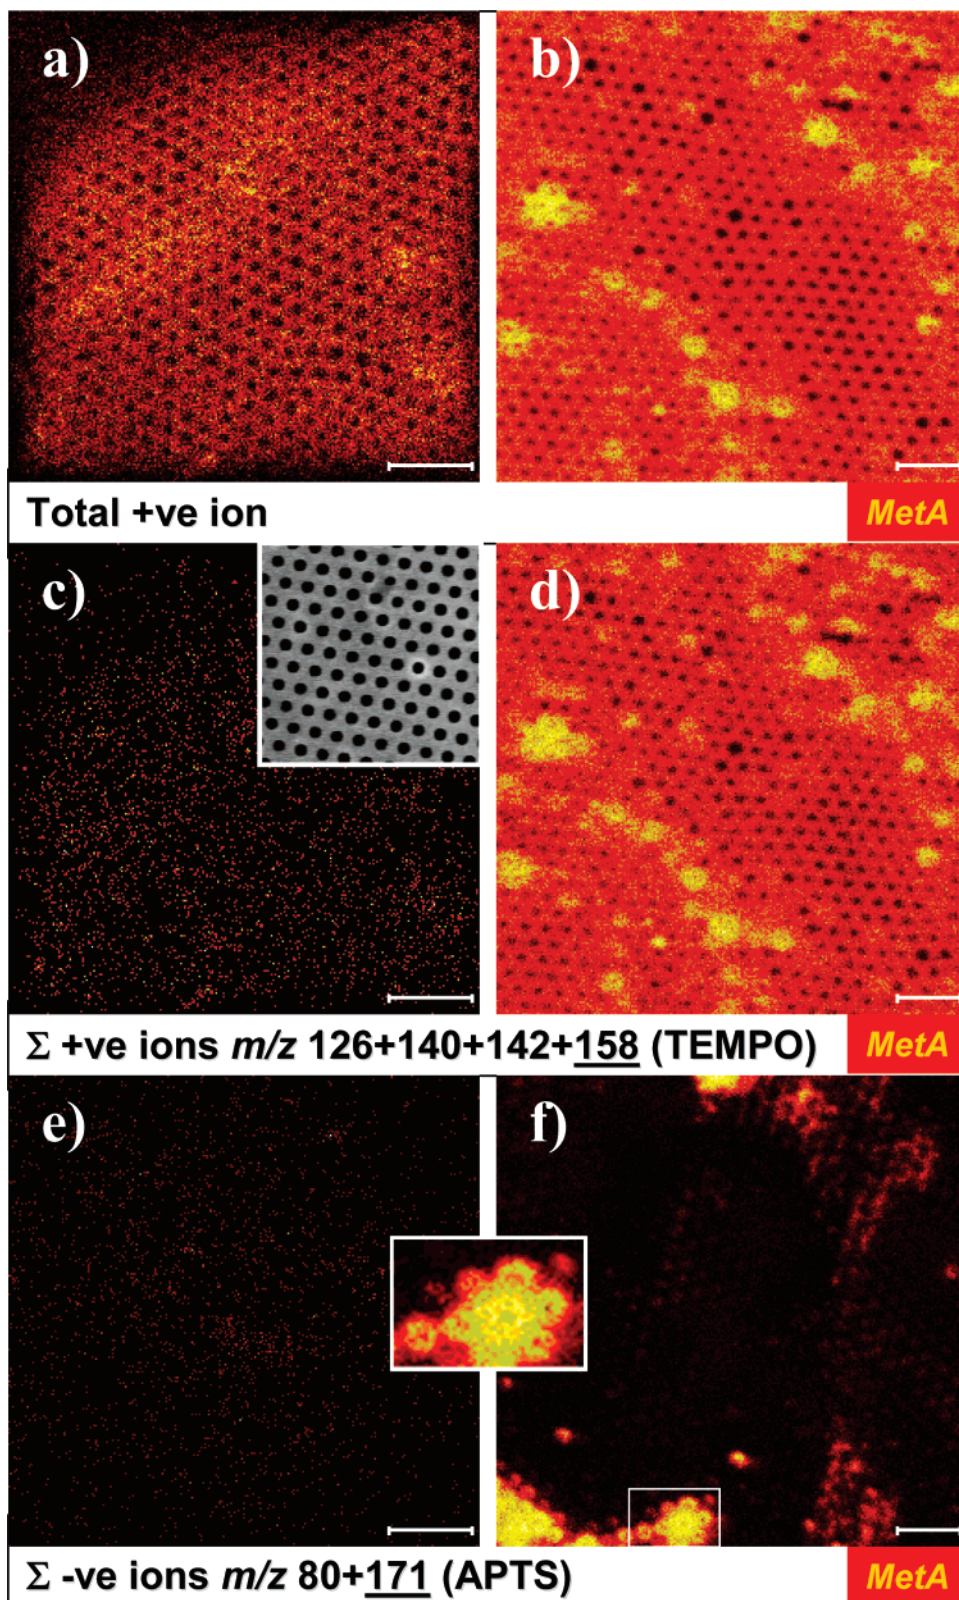 a)
b)
Total +ve ion
MetA
c)
d)
Σ +ve ions m/z 126+140+142+158 (TEMPO)
MetA
e)
f)
Σ -ve ions m/z 80+171 (APTS)
MetA